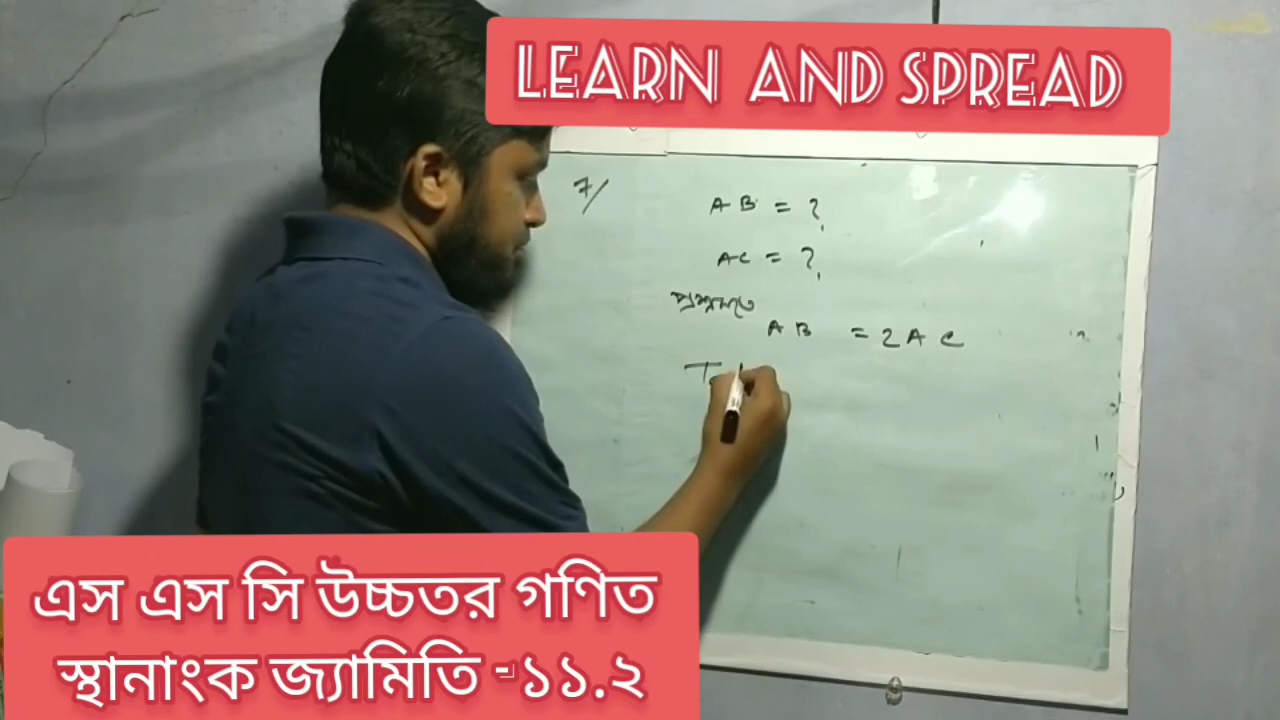 LEARN AND SPREAD
7/
AB = ?
AC = ?
প্রশ্নমতে
AB = 2AC
এস এস সি উচ্চতর গণিত
স্থানাংক জ্যামিতি -১১.২